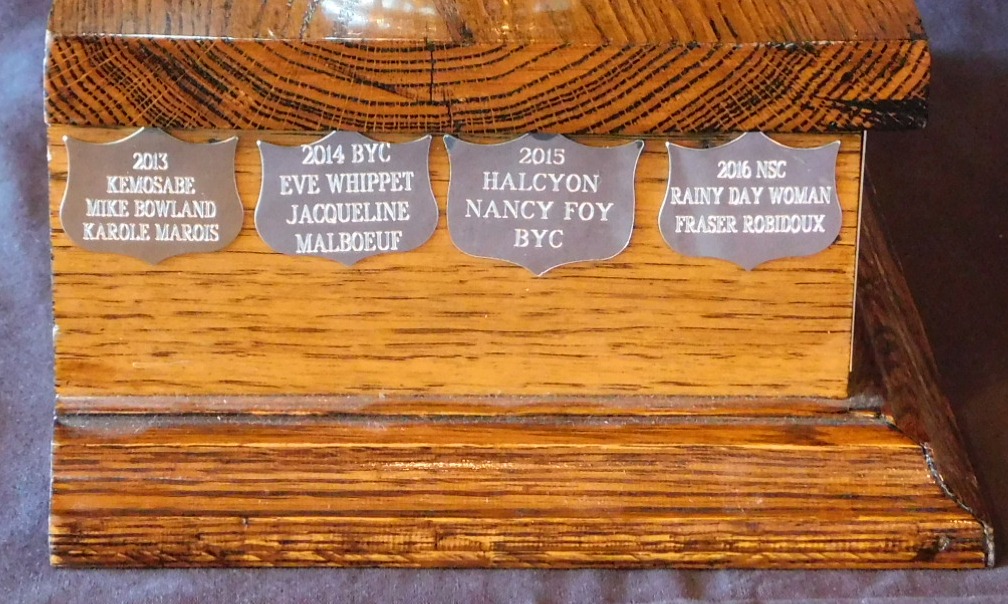 2013
KEMOSABE
MIKE BOWLAND
KAROLE MAROIS
2014 BYC
EVE WHIPPET
JACQUELINE
MALBOEUF
2015
HALCYON
NANCY FOY
BYC
2016 NSC
RAINY DAY WOMAN
FRASER ROBIDOUX